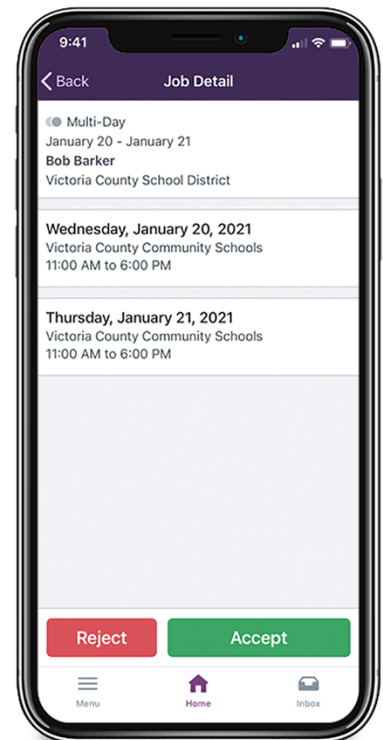 9:41
Back
Job Detail
Multi-Day
January 20 - January 21
Bob Barker
Victoria County School District
Wednesday, January 20, 2021
Victoria County Community Schools
11:00 AM to 6:00 PM
Thursday, January 21, 2021
Victoria County Community Schools
11:00 AM to 6:00 PM
Reject
Accept
Menu
Home
Inbox